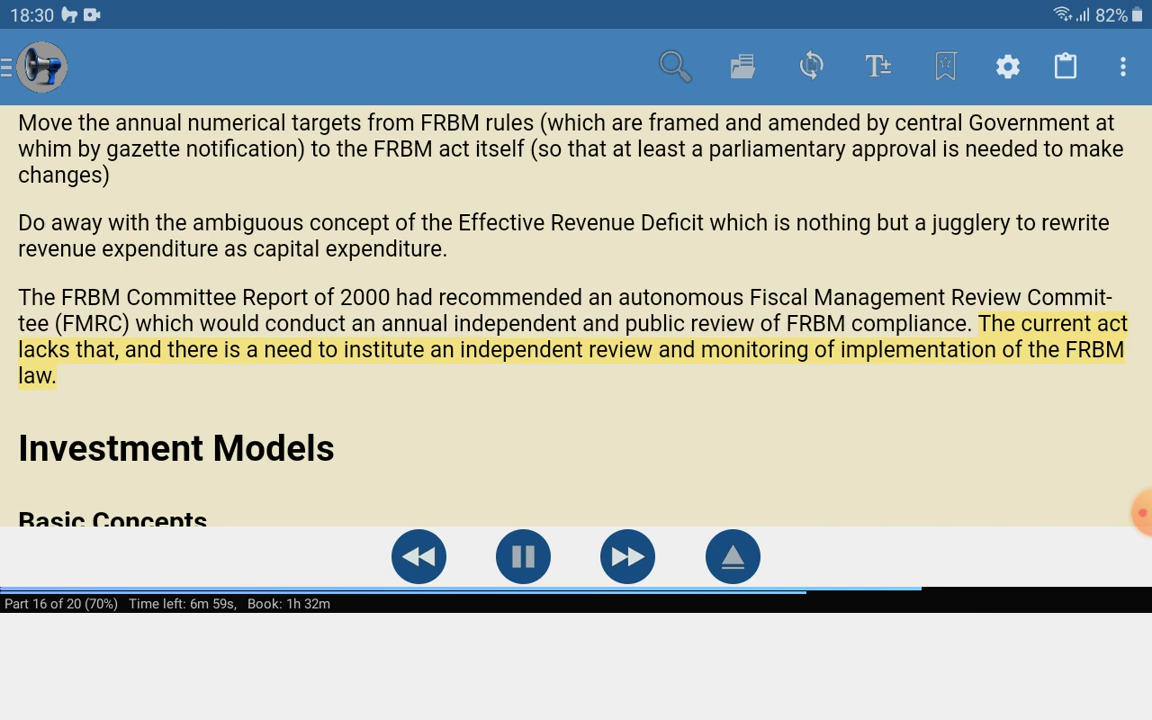 18:30
82%
T±
Move the annual numerical targets from FRBM rules (which are framed and amended by central Government at
whim by gazette notification) to the FRBM act itself (so that at least a parliamentary approval is needed to make
changes)
Do away with the ambiguous concept of the Effective Revenue Deficit which is nothing but a jugglery to rewrite
revenue expenditure as capital expenditure.
The FRBM Committee Report of 2000 had recommended an autonomous Fiscal Management Review Commit-
tee (FMRC) which would conduct an annual independent and public review of FRBM compliance. The current act
lacks that, and there is a need to institute an independent review and monitoring of implementation of the FRBM
law.
Investment Models
Basic Concepts
Part 16 of 20 (70%) Time left: 6m 59s, Book: 1h 32m